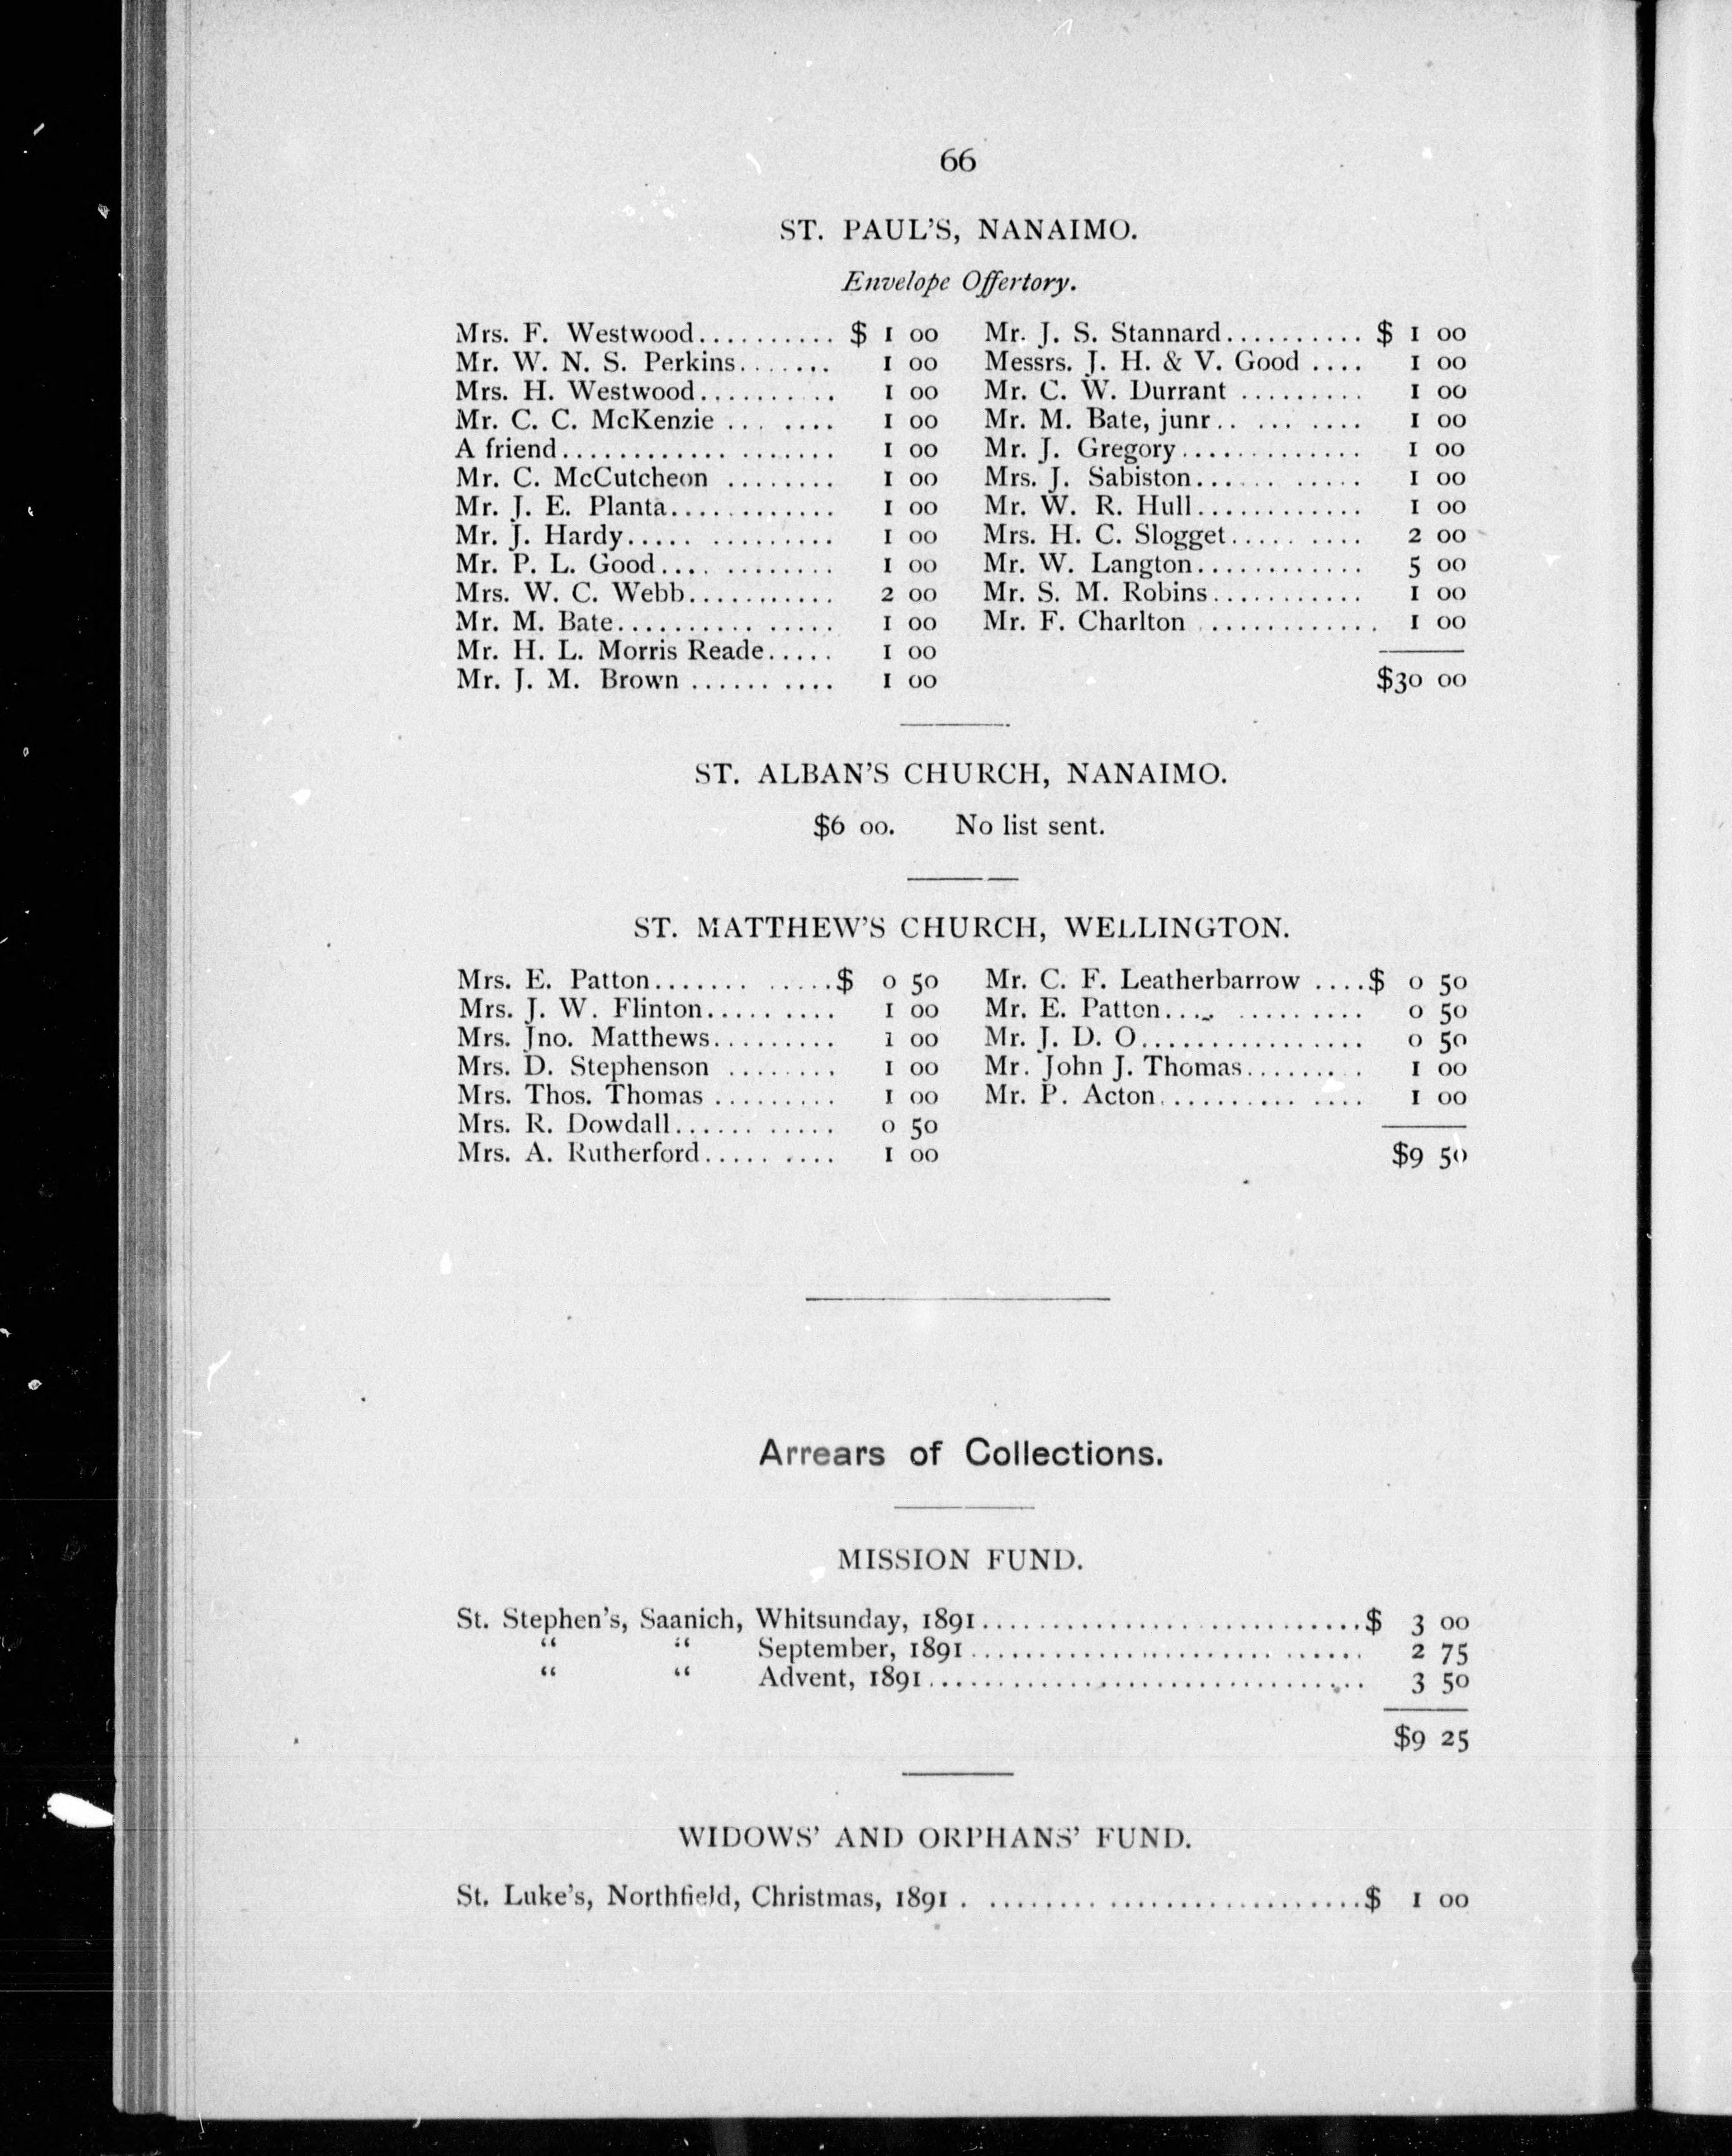 66
ST. PAUL'S, NANAIMO.
Envelope Offertory.
Mrs. F. Westwood.......... $ 1 00
Mr. W. N. S. Perkins....... 1 00
Mrs. H. Westwood.......... 1 00
Mr. C. C. McKenzie ... .... 1 00
A friend................... 1 00
Mr. C. McCutcheon ........ 1 00
Mr. J. E. Planta............ 1 00
Mr. J. Hardy..... ......... 1 00
Mr. P. L. Good............ 1 00
Mrs. W. C. Webb........... 2 00
Mr. M. Bate.......... ..... 1 00
Mr. H. L. Morris Reade..... 1 00
Mr. J. M. Brown ...... .... 1 00
Mr. J. S. Stannard.......... $ 1 00
Messrs. J. H. & V. Good .... 1 00
Mr. C. W. Durrant ......... 1 00
Mr. M. Bate, junr.. ... .... 1 00
Mr. J. Gregory............. 1 00
Mrs. J. Sabiston...... ..... 1 00
Mr. W. R. Hull............ 1 00
Mrs. H. C. Slogget.......... 2 00
Mr. W. Langton............ 5 00
Mr. S. M. Robins........... 1 00
Mr. F. Charlton ............. 1 00
$30 00
ST. ALBAN'S CHURCH, NANAIMO.
$6 00. No list sent.
ST. MATTHEW'S CHURCH, WELLINGTON.
Mrs. E. Patton....... .....$ 0 50
Mrs. J. W. Flinton......... 1 00
Mrs. Jno. Matthews......... 1 00
Mrs. D. Stephenson ........ 1 00
Mrs. Thos. Thomas ......... 1 00
Mrs. R. Dowdall...... ..... 0 50
Mrs. A. Rutherford..... .... 1 00
Mr. C. F. Leatherbarrow ....$ 0 50
Mr. E. Patton.... ......... 0 50
Mr. J. D. O................ 0 50
Mr. John J. Thomas........ 1 00
Mr. P. Acton.......... .... 1 00
$9 50
Arrears of Collections.
MISSION FUND.
St. Stephen's, Saanich, Whitsunday, 1891............................$ 3 00
“ “ September, 1891............................ 2 75
“ “ Advent, 1891................................ 3 50
$9 25
WIDOWS' AND ORPHANS' FUND.
St. Luke's, Northfield, Christmas, 1891 . ............................$ 1 00